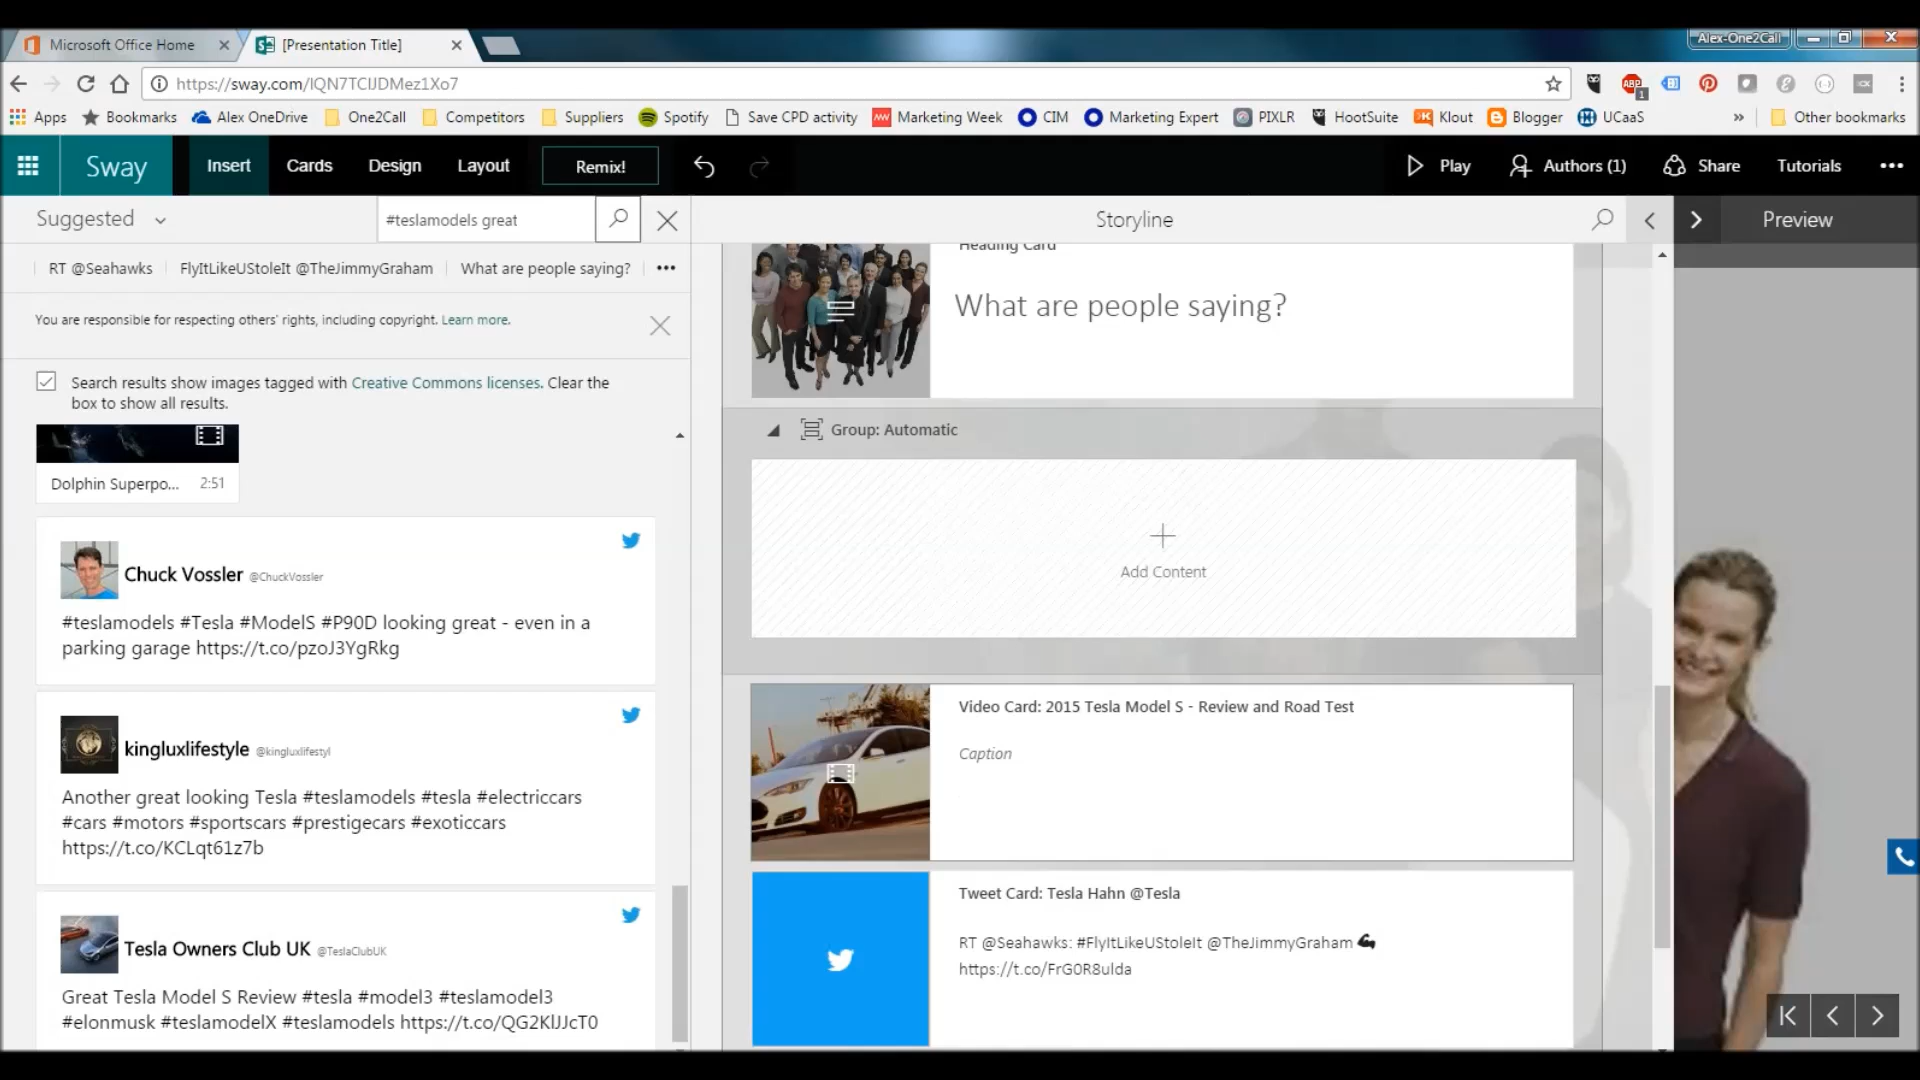 Microsoft Office Home
[Presentation Title]
Alex-One2Call
https://sway.com/lQN7TClJDMez1Xo7
ABP
1
Apps
Bookmarks
Alex OneDrive
One2Call
Competitors
Suppliers
Spotify
Save CPD activity
Marketing Week
CIM
Marketing Expert
PIXLR
HootSuite
Klout
Blogger
UCaaS
»
Other bookmarks
Sway
Insert
Cards
Design
Layout
Remix!
Play
Authors (1)
Share
Tutorials
Suggested
#teslamodels great
Storyline
Preview
RT @Seahawks
FlyItLikeUStoleIt @TheJimmyGraham
What are people saying?
You are responsible for respecting others' rights, including copyright. Learn more.
Search results show images tagged with Creative Commons licenses. Clear the
box to show all results.
Dolphin Superpo...
2:51
Chuck Vossler @ChuckVossler
#teslamodels #Tesla #ModelS #P90D looking great - even in a
parking garage https://t.co/pzoJ3YgRkg
kingluxlifestyle @kingluxlifestyl
Another great looking Tesla #teslamodels #tesla #electriccars
#cars #motors #sportscars #prestigecars #exoticcars
https://t.co/KCLqt61z7b
Tesla Owners Club UK @TeslaClubUK
Great Tesla Model S Review #tesla #model3 #teslamodel3
#elonmusk #teslamodelX #teslamodels https://t.co/QG2KlJJcT0
Heading Card
What are people saying?
Group: Automatic
Add Content
Video Card: 2015 Tesla Model S - Review and Road Test
Caption
Tweet Card: Tesla Hahn @Tesla
RT @Seahawks: #FlyItLikeUStoleIt @TheJimmyGraham 💪
https://t.co/FrG0R8ulda